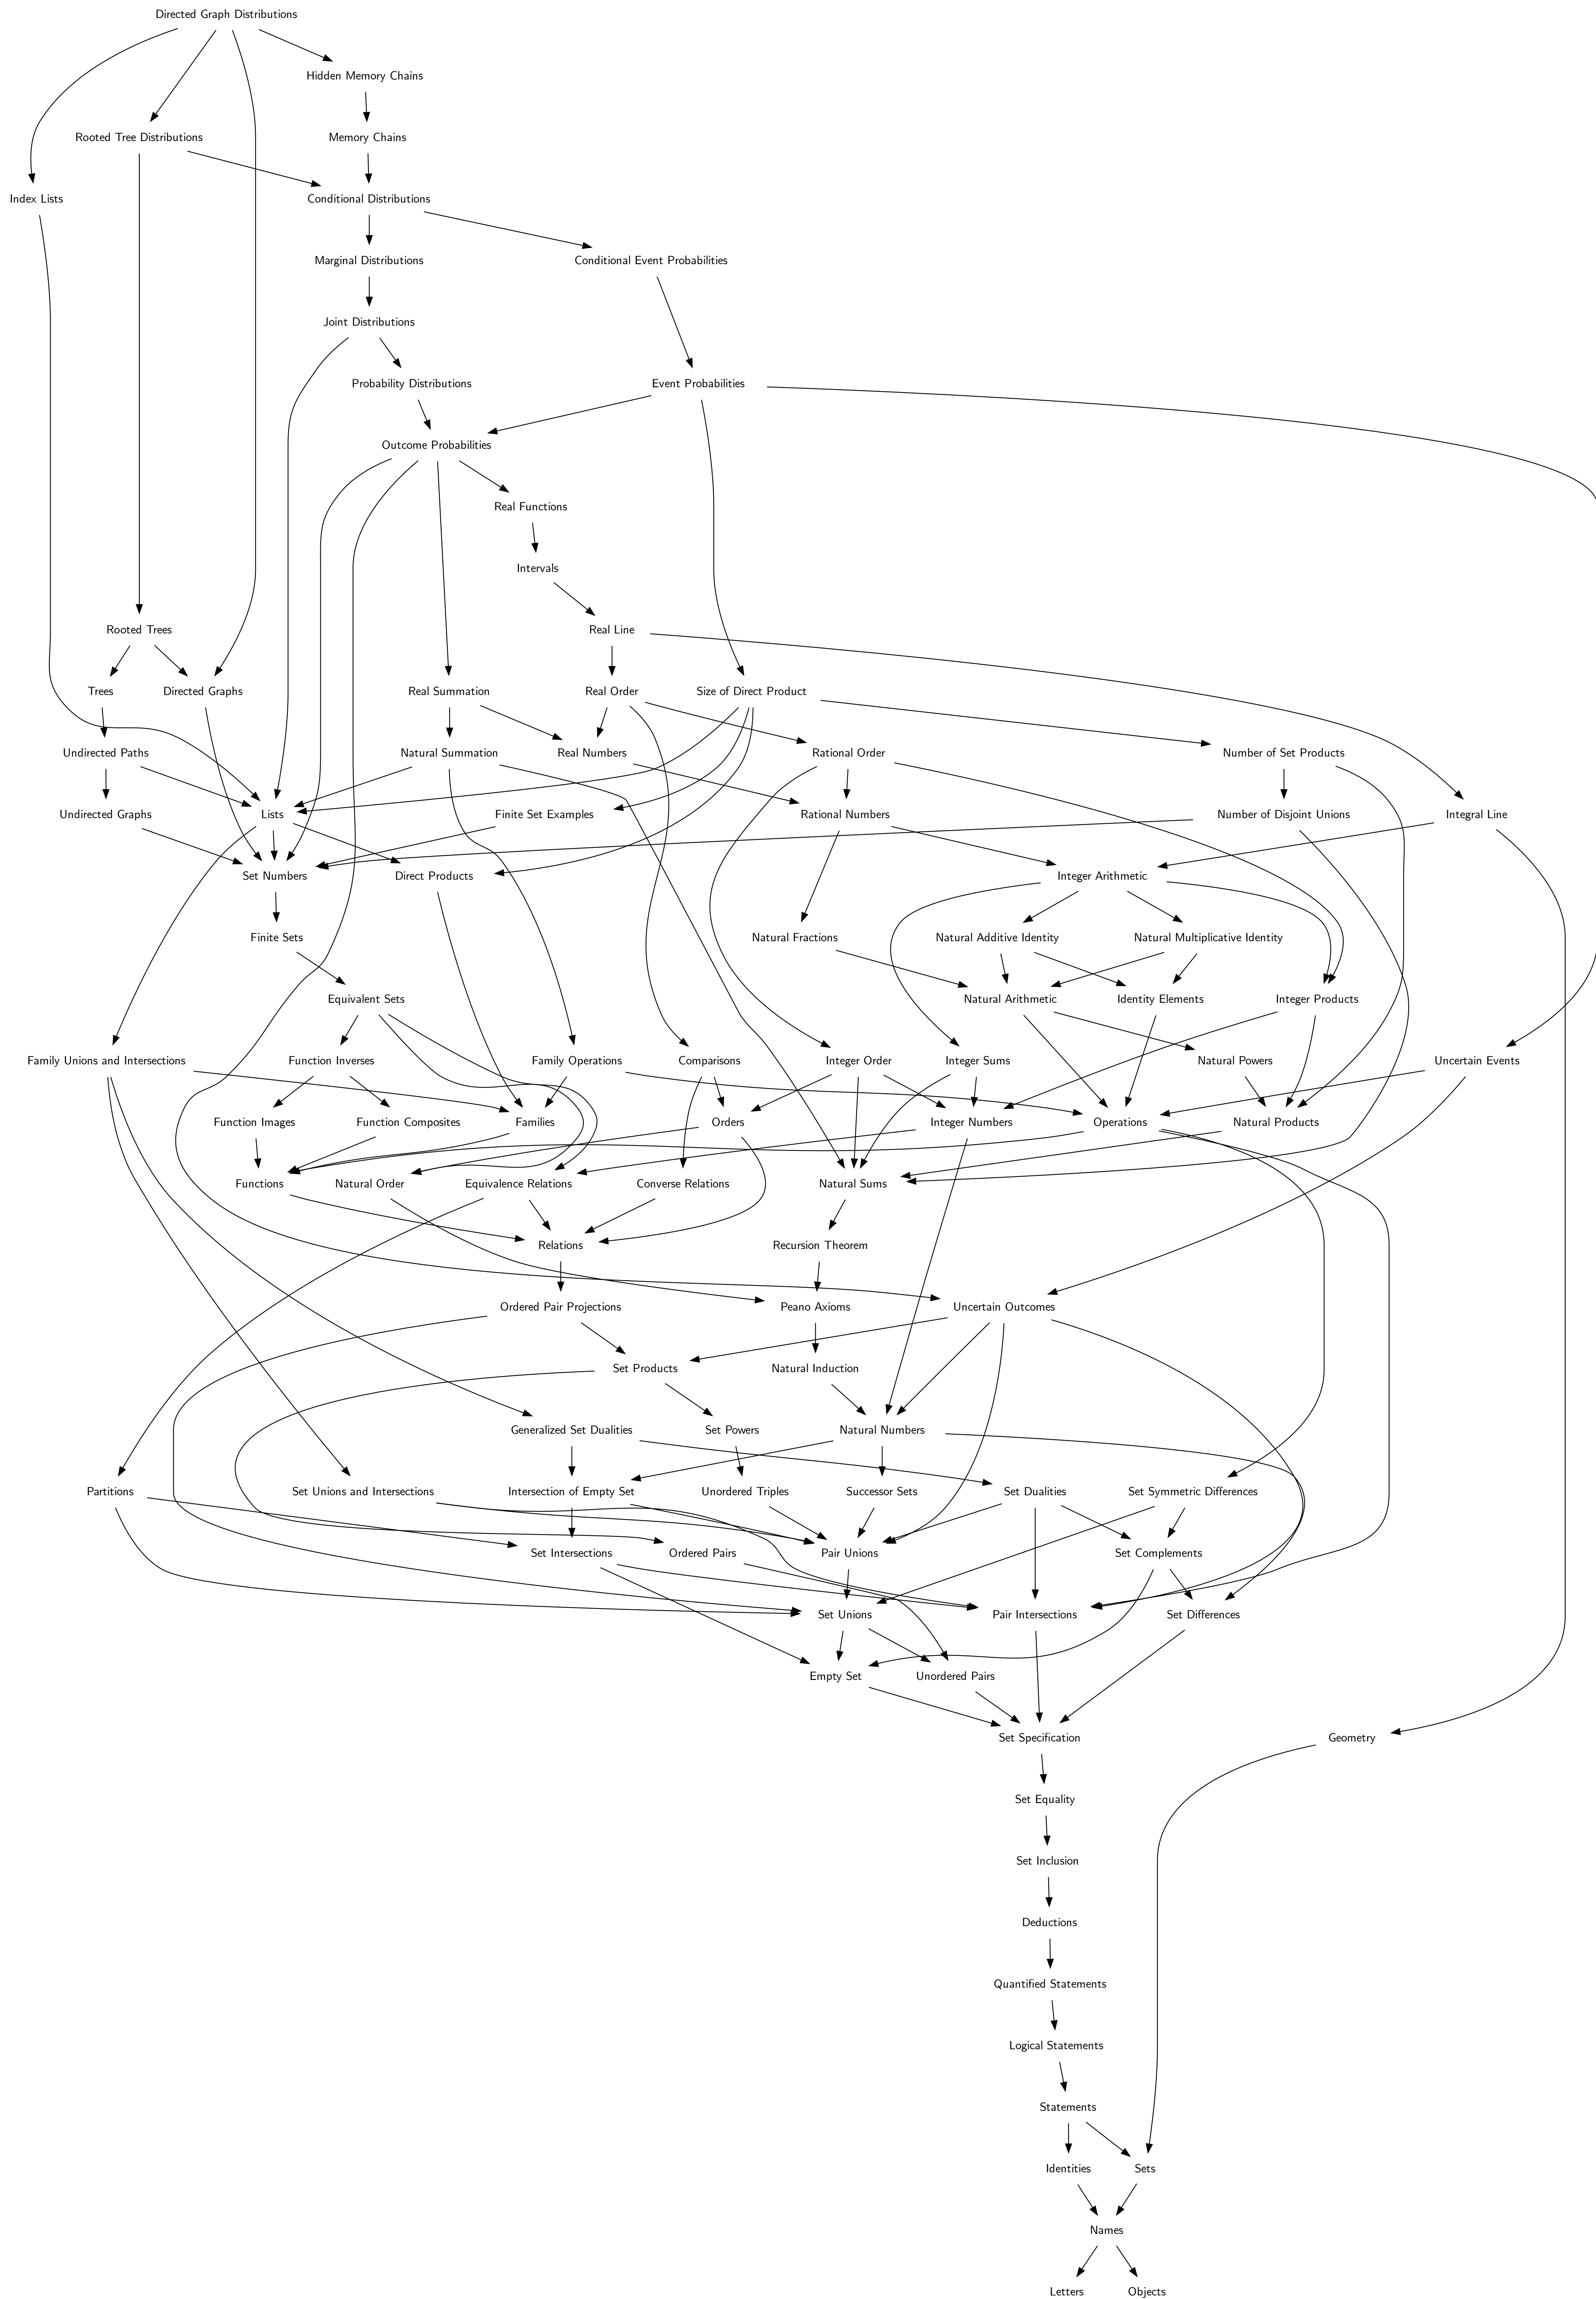 Directed Graph Distributions
Hidden Memory Chains
Rooted Tree Distributions
Memory Chains
Index Lists
Conditional Distributions
Marginal Distributions
Conditional Event Probabilities
Joint Distributions
Probability Distributions
Event Probabilities
Outcome Probabilities
Real Functions
Intervals
Rooted Trees
Real Line
Trees
Directed Graphs
Real Summation
Real Order
Size of Direct Product
Undirected Paths
Natural Summation
Real Numbers
Rational Order
Number of Set Products
Undirected Graphs
Lists
Finite Set Examples
Rational Numbers
Number of Disjoint Unions
Integral Line
Set Numbers
Direct Products
Integer Arithmetic
Finite Sets
Natural Fractions
Natural Additive Identity
Natural Multiplicative Identity
Equivalent Sets
Natural Arithmetic
Identity Elements
Integer Products
Family Unions and Intersections
Function Inverses
Family Operations
Comparisons
Integer Order
Integer Sums
Natural Powers
Uncertain Events
Function Images
Function Composites
Families
Orders
Integer Numbers
Operations
Natural Products
Functions
Natural Order
Equivalence Relations
Converse Relations
Natural Sums
Relations
Recursion Theorem
Ordered Pair Projections
Peano Axioms
Uncertain Outcomes
Set Products
Natural Induction
Generalized Set Dualities
Set Powers
Natural Numbers
Partitions
Set Unions and Intersections
Intersection of Empty Set
Unordered Triples
Successor Sets
Set Dualities
Set Symmetric Differences
Set Intersections
Ordered Pairs
Pair Unions
Set Complements
Set Unions
Pair Intersections
Set Differences
Empty Set
Unordered Pairs
Set Specification
Geometry
Set Equality
Set Inclusion
Deductions
Quantified Statements
Logical Statements
Statements
Identities
Sets
Names
Letters
Objects